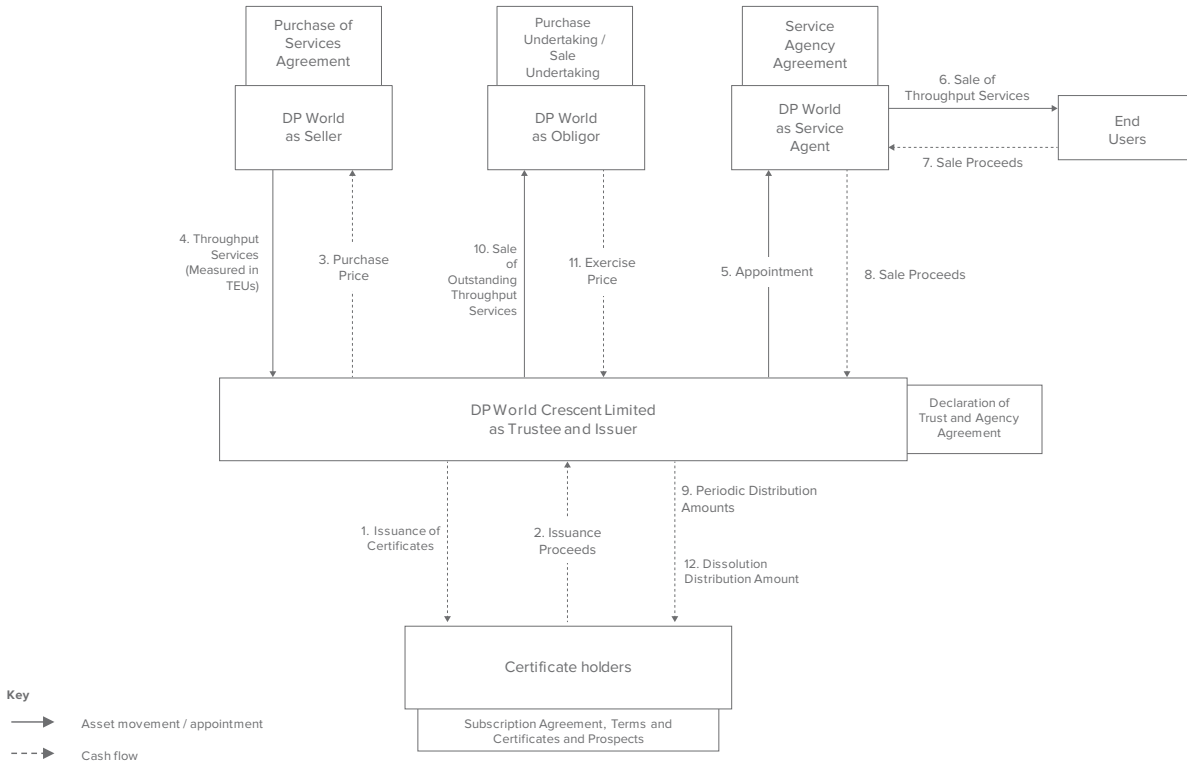 Purchase of
Services
Agreement
DP World
as Seller
Purchase
Undertaking /
Sale
Undertaking
DP World
as Obligor
Service
Agency
Agreement
DP World
as Service
Agent
6. Sale of
Throughput Services
End
Users
7. Sale Proceeds
4. Throughput
Services
(Measured in
TEUs)
3. Purchase
Price
10. Sale
of
Outstanding
Throughput
Services
11. Exercise
Price
5. Appointment
8. Sale Proceeds
DP World Crescent Limited
as Trustee and Issuer
Declaration of
Trust and Agency
Agreement
1. Issuance of
Certificates
2. Issuance
Proceeds
9. Periodic Distribution
Amounts
12. Dissolution
Distribution Amount
Certificate holders
Subscription Agreement, Terms and
Certificates and Prospects
Key
Asset movement / appointment
Cash flow